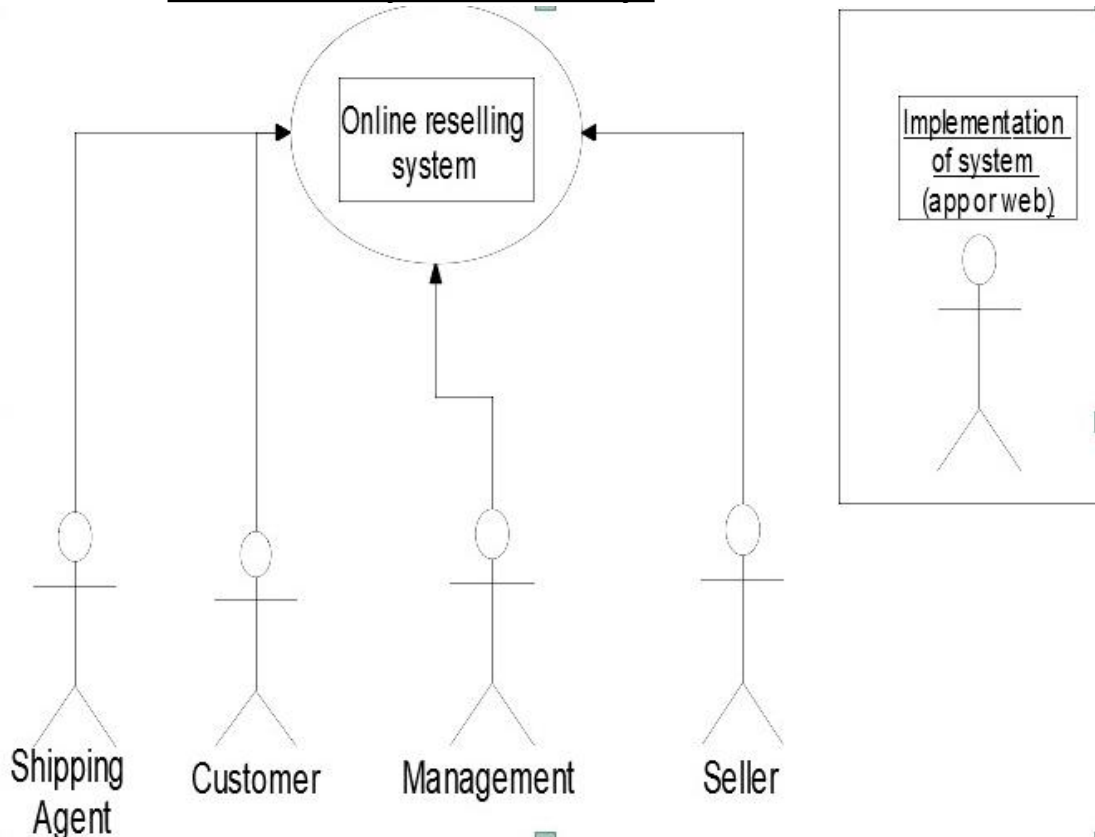 Online reselling
system
Implementation
of system
(app or web)
Shipping
Agent
Customer
Management
Seller